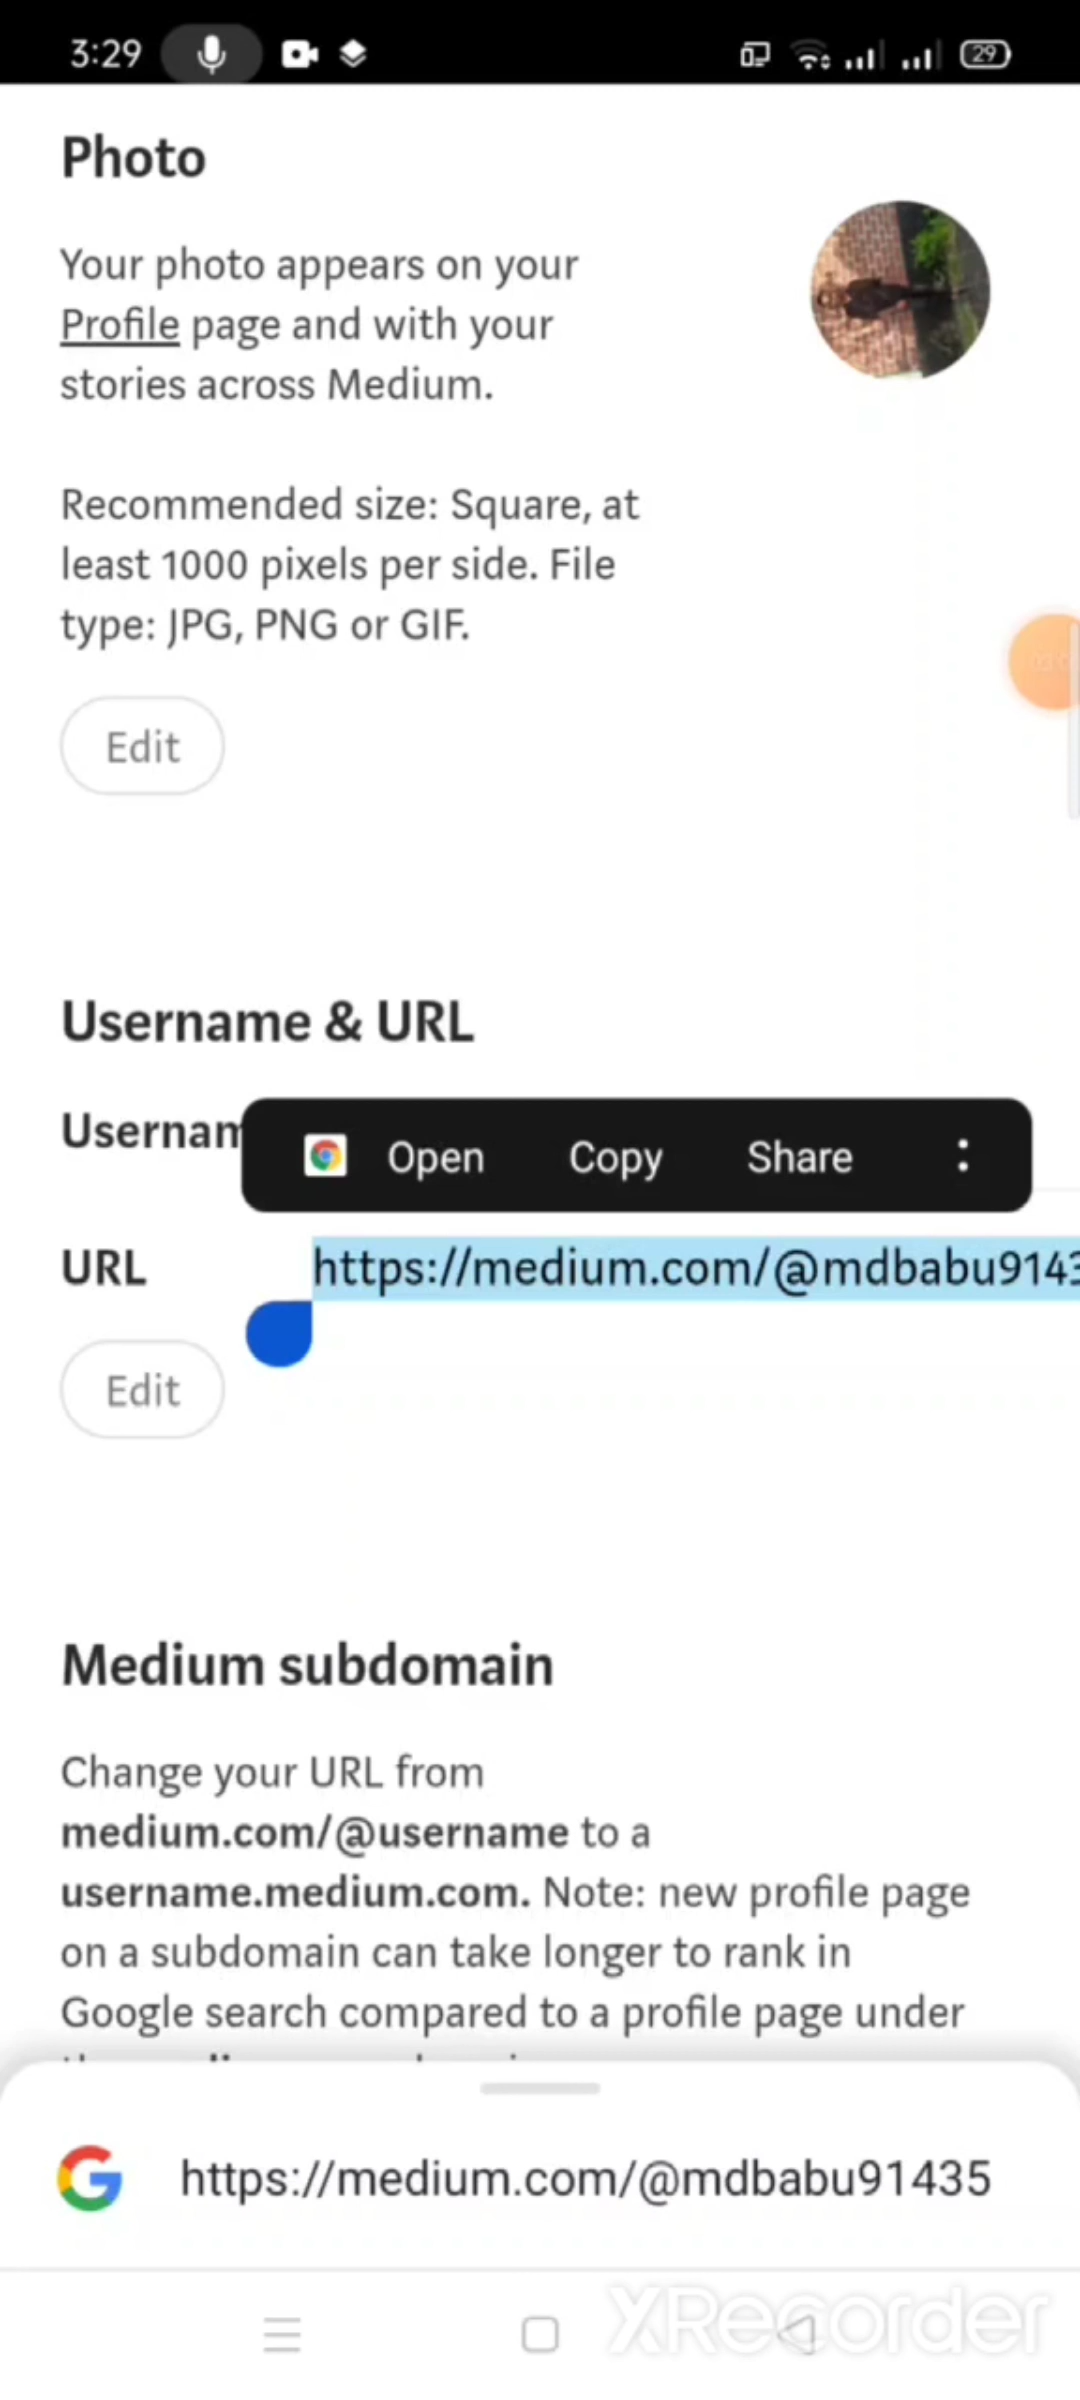 3:29
29
Photo
Your photo appears on your
Profile page and with your
stories across Medium.
Recommended size: Square, at
least 1000 pixels per side. File
type: JPG, PNG or GIF.
Edit
Username & URL
Usernam
Open Copy Share
URL https://medium.com/@mdbabu9143
Edit
Medium subdomain
Change your URL from
medium.com/@username to a
username.medium.com. Note: new profile page
on a subdomain can take longer to rank in
Google search compared to a profile page under
https://medium.com/@mdbabu91435
XRecorder